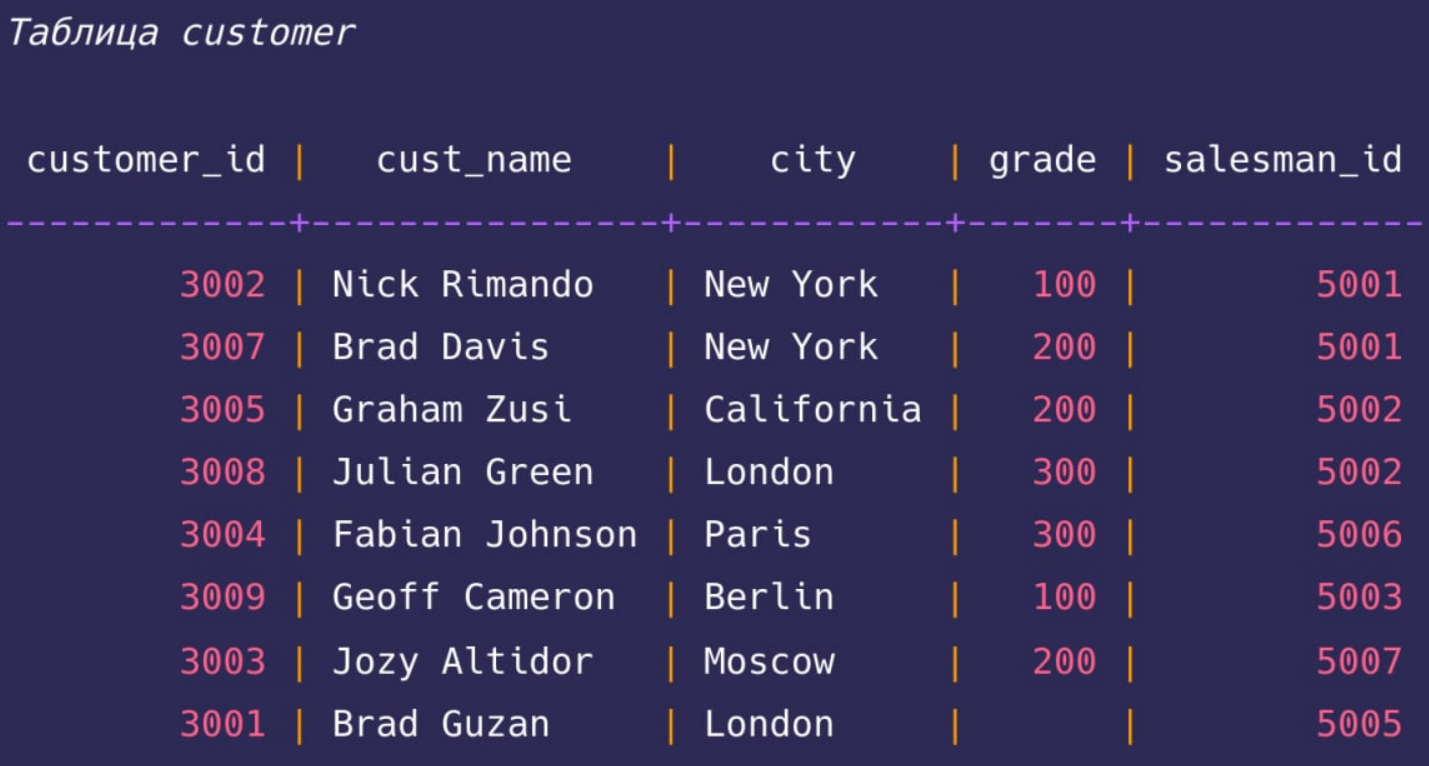 Таблица customer
customer_id | cust_name | city | grade | salesman_id
-------------+----------------+------------+-------+-------------
3002 | Nick Rimando | New York | 100 | 5001
3007 | Brad Davis | New York | 200 | 5001
3005 | Graham Zusi | California | 200 | 5002
3008 | Julian Green | London | 300 | 5002
3004 | Fabian Johnson | Paris | 300 | 5006
3009 | Geoff Cameron | Berlin | 100 | 5003
3003 | Jozy Altidor | Moscow | 200 | 5007
3001 | Brad Guzan | London | | 5005